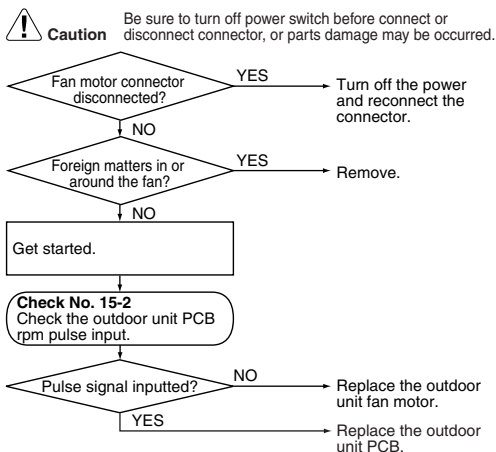 Caution
Be sure to turn off power switch before connect or
disconnect connector, or parts damage may be occurred.
Fan motor connector
disconnected?
YES
Turn off the power
and reconnect the
connector.
NO
Foreign matters in or
around the fan?
YES
Remove.
NO
Get started.
Check No. 15-2
Check the outdoor unit PCB
rpm pulse input.
Pulse signal inputted?
NO
Replace the outdoor
unit fan motor.
YES
Replace the outdoor
unit PCB.